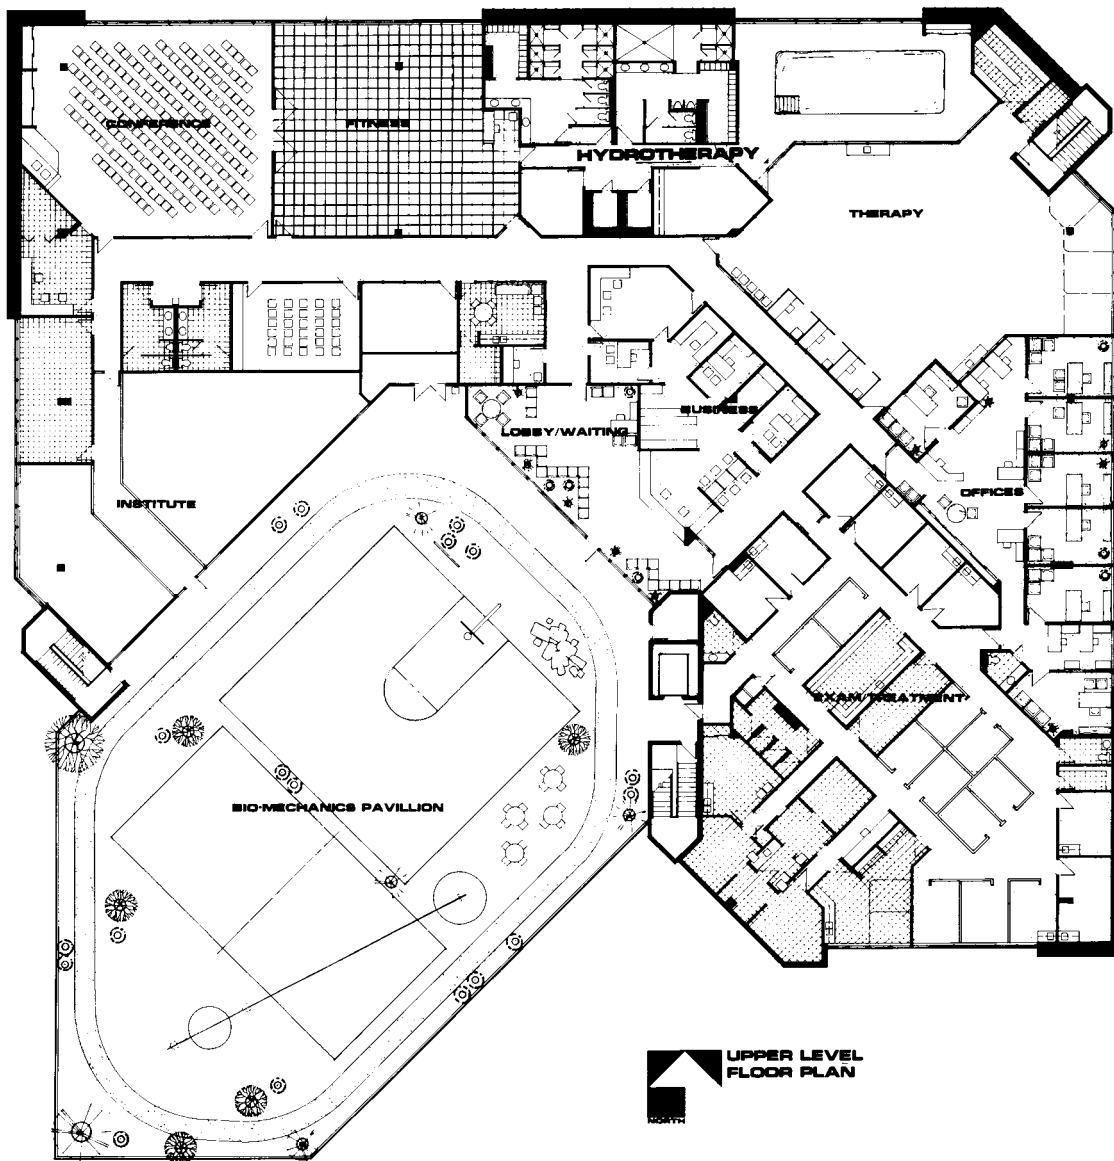 CONFERENCE
FITNESS
HYDROTHERAPY
THERAPY
BUSINESS
LOBBY/WAITING
INSTITUTE
OFFICES
EXAM/TREATMENT
BIO-MECHANICS PAVILLION
UPPER LEVEL
FLOOR PLAN
NORTH